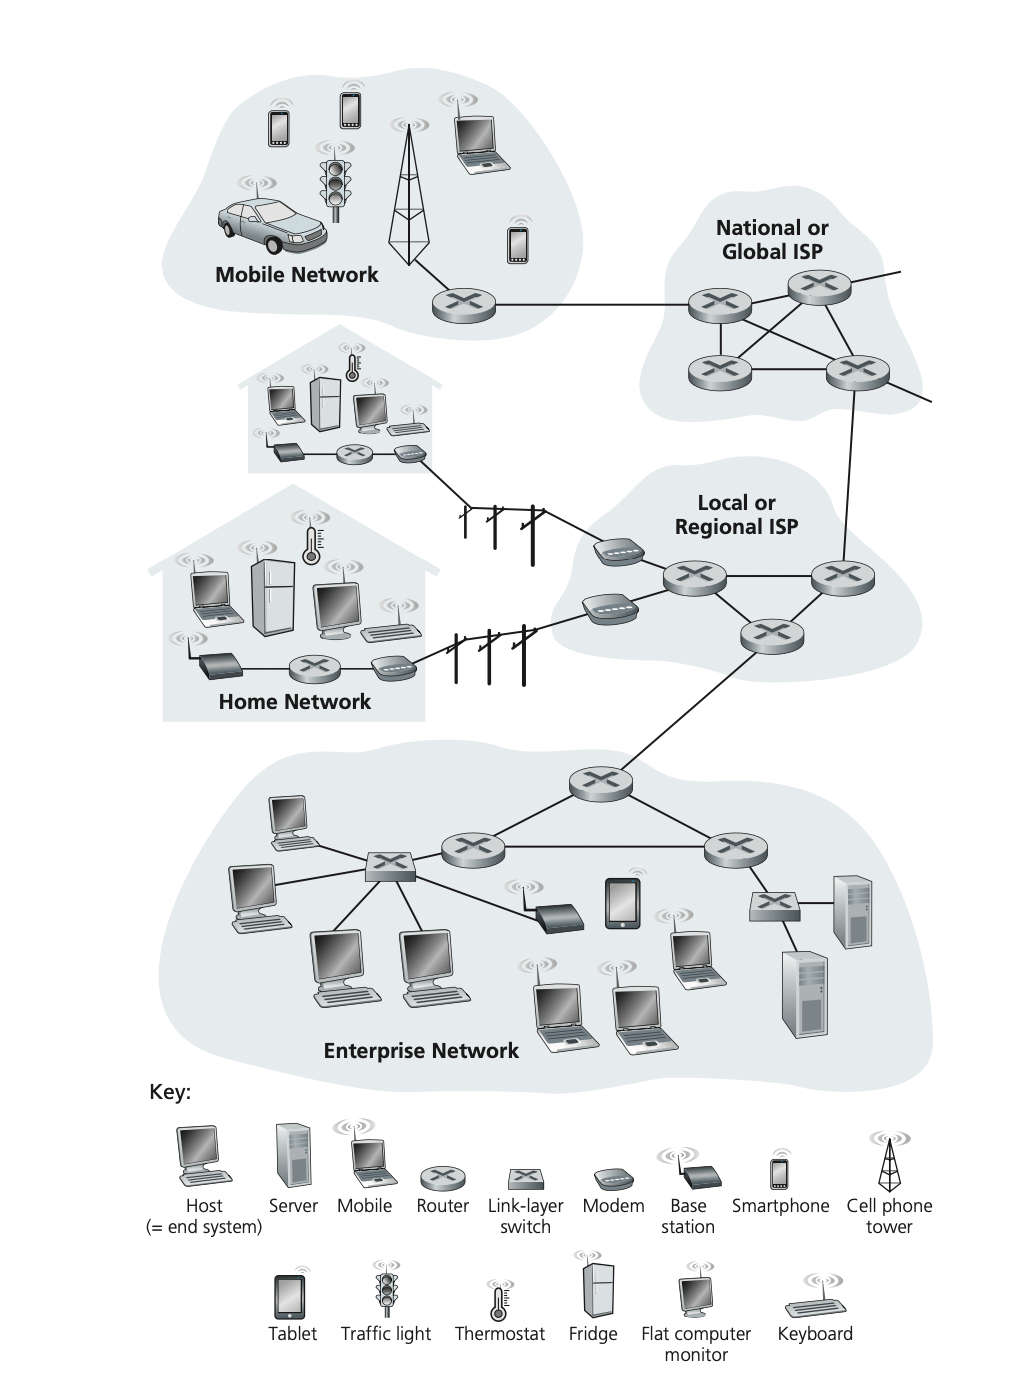 National or
Global ISP
Mobile Network
Local or
Regional ISP
Home Network
Enterprise Network
Key:
Host
(= end system)
Server
Mobile
Router
Link-layer
switch
Modem
Base
station
Smartphone
Cell phone
tower
Tablet
Traffic light
Thermostat
Fridge
Flat computer
monitor
Keyboard